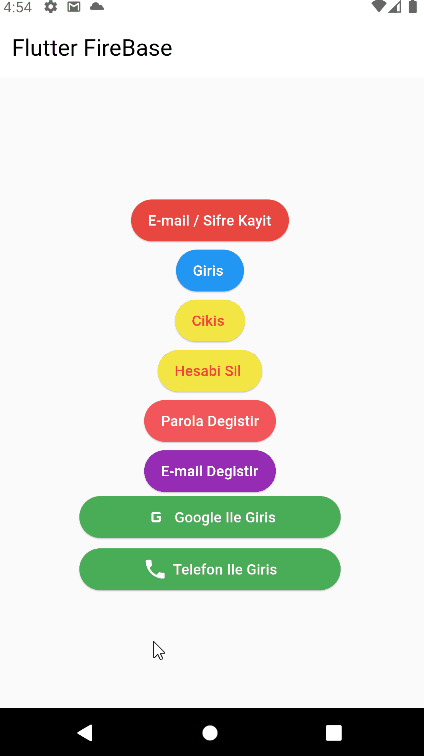 4:54
Flutter FireBase
E-mail / Sifre Kayit
Giris
Cikis
Hesabi Sil
Parola Degistir
E-mail Degistir
G Google Ile Giris
Telefon Ile Giris